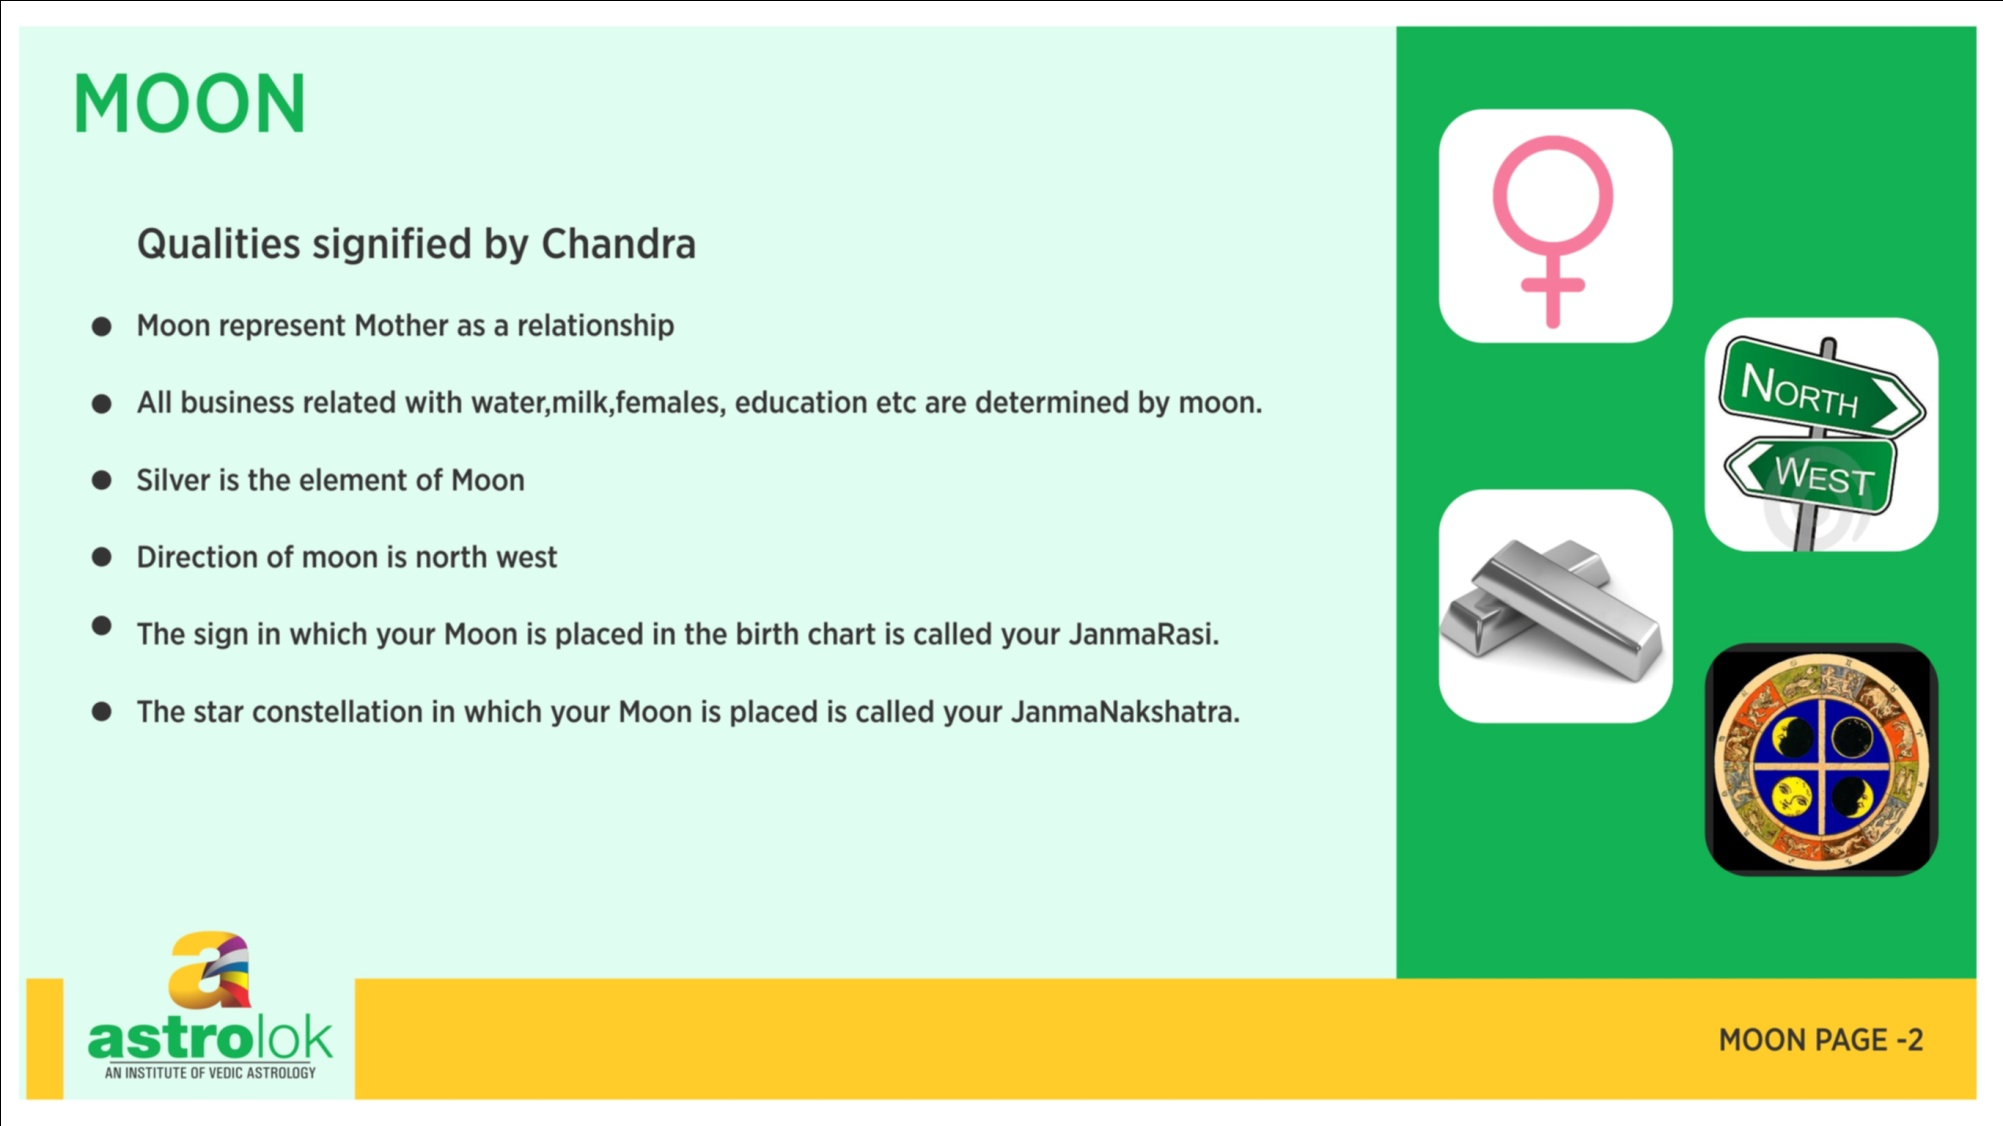 MOON
Qualities signified by Chandra
● Moon represent Mother as a relationship
● All business related with water,milk,females, education etc are determined by moon.
● Silver is the element of Moon
● Direction of moon is north west
● The sign in which your Moon is placed in the birth chart is called your JanmaRasi.
● The star constellation in which your Moon is placed is called your JanmaNakshatra.
NORTH
WEST
astrolok
AN INSTITUTE OF VEDIC ASTROLOGY
MOON PAGE -2